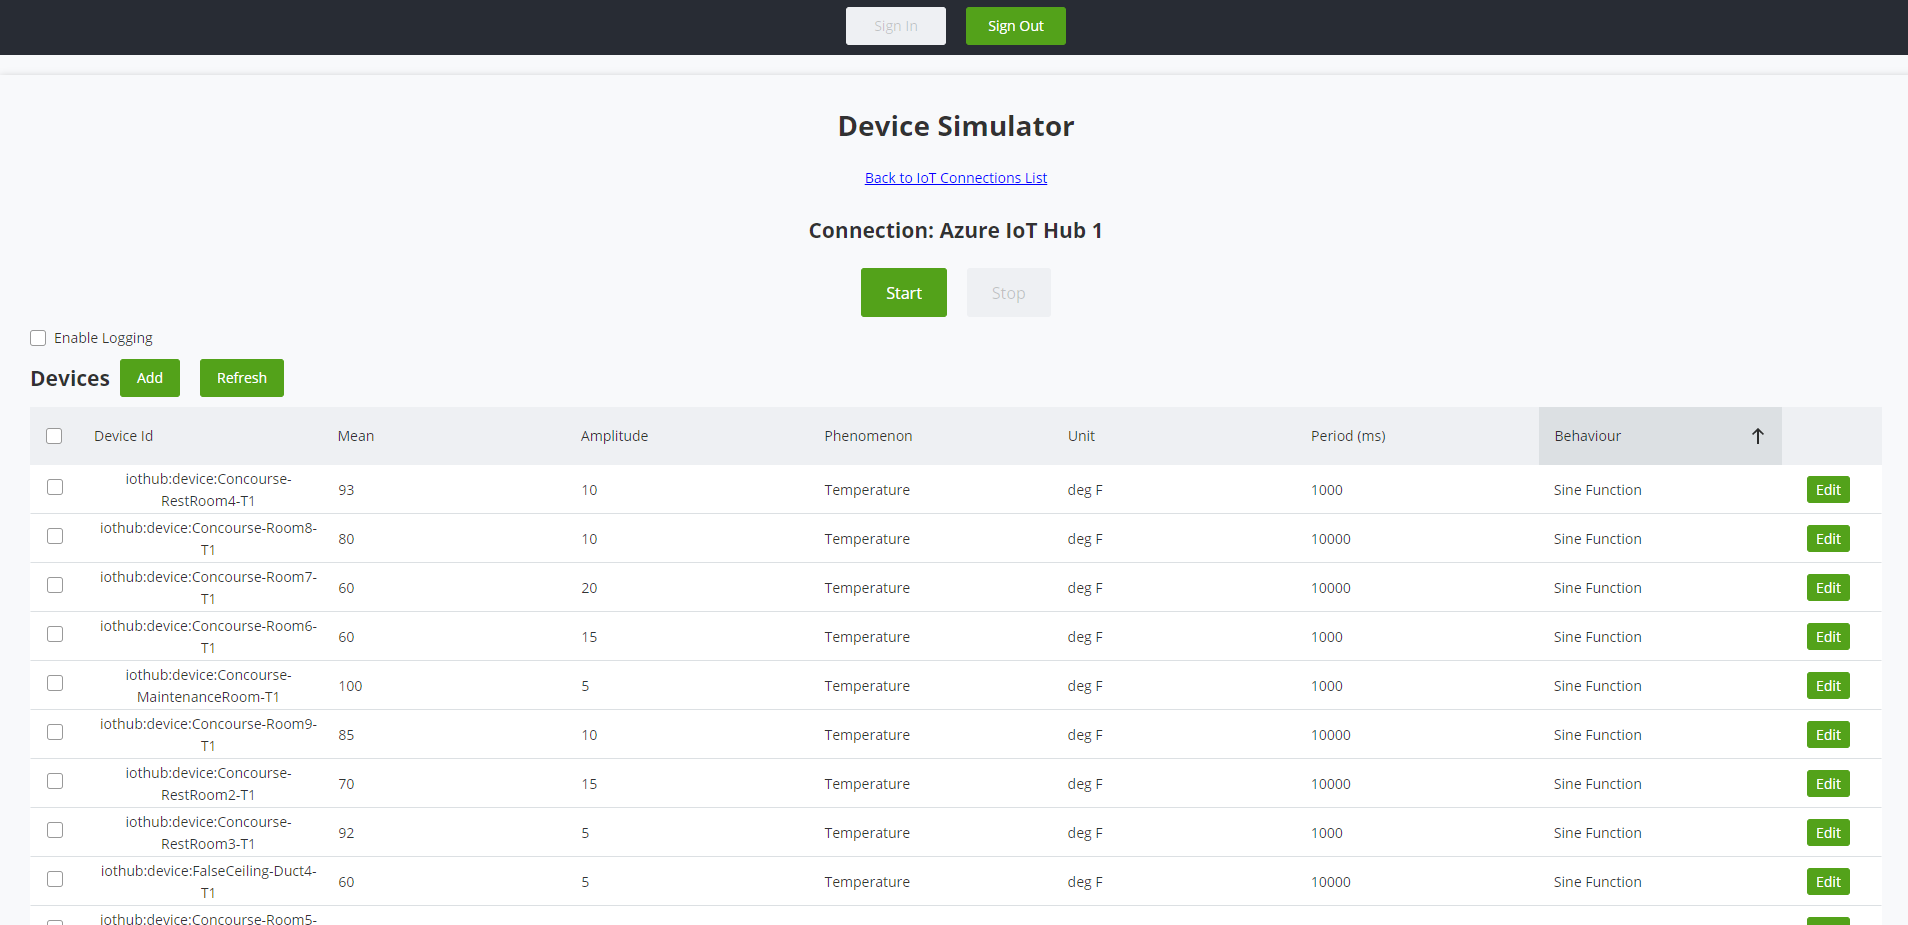 Sign In Sign Out
Device Simulator
Back to IoT Connections List
Connection: Azure IoT Hub 1
Start Stop
Enable Logging
Devices Add Refresh
Device Id Mean Amplitude Phenomenon Unit Period (ms) Behaviour
iothub:device:Concourse-
RestRoom4-T1 93 10 Temperature deg F 1000 Sine Function Edit
iothub:device:Concourse-Room8-
T1 80 10 Temperature deg F 10000 Sine Function Edit
iothub:device:Concourse-Room7-
T1 60 20 Temperature deg F 10000 Sine Function Edit
iothub:device:Concourse-Room6-
T1 60 15 Temperature deg F 1000 Sine Function Edit
iothub:device:Concourse-
MaintenanceRoom-T1 100 5 Temperature deg F 1000 Sine Function Edit
iothub:device:Concourse-Room9-
T1 85 10 Temperature deg F 10000 Sine Function Edit
iothub:device:Concourse-
RestRoom2-T1 70 15 Temperature deg F 10000 Sine Function Edit
iothub:device:Concourse-
RestRoom3-T1 92 5 Temperature deg F 1000 Sine Function Edit
iothub:device:FalseCeiling-Duct4-
T1 60 5 Temperature deg F 10000 Sine Function Edit
iothub:device:Concourse-Room5-